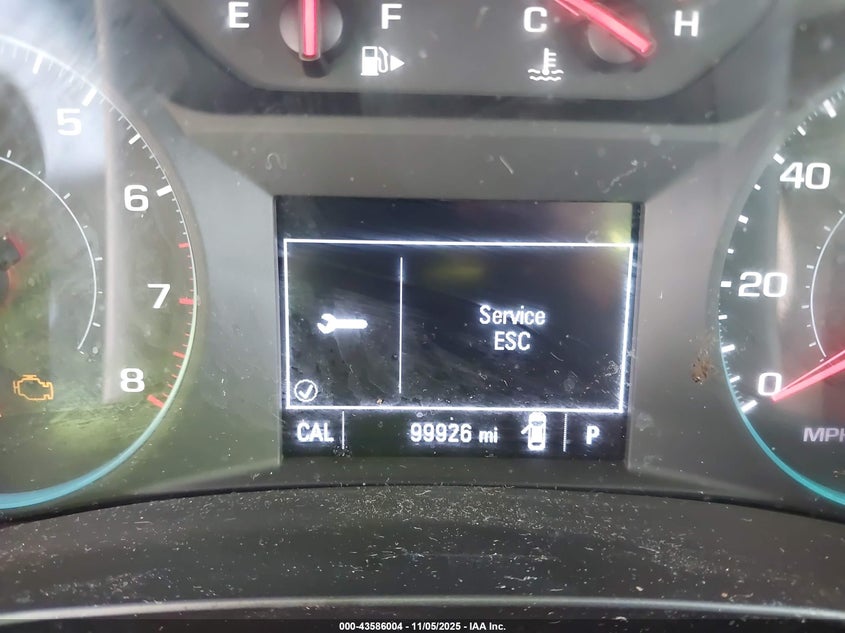 E F C H
5
6
7
8
40
20
0
MPH
Service
ESC
CAL 99926 mi P
000-43586004 - 11/05/2025 - IAA Inc.